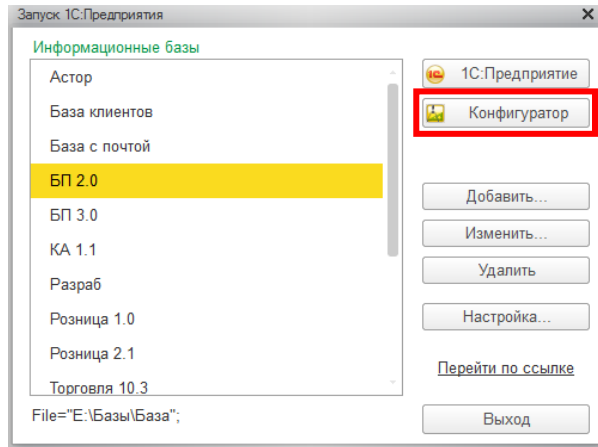 Запуск 1С:Предприятия
Информационные базы
Актор
База клиентов
База с почтой
БП 2.0
БП 3.0
КА 1.1
Разраб
Розница 1.0
Розница 2.1
Торговля 10.3
File="E:\Базы\База";
1С:Предприятие
Конфигуратор
Добавить...
Изменить...
Удалить
Настройка...
Перейти по ссылке
Выход